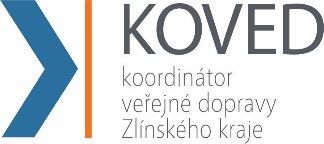 KOVED
koordinátor
veřejné dopravy
Zlínského kraje